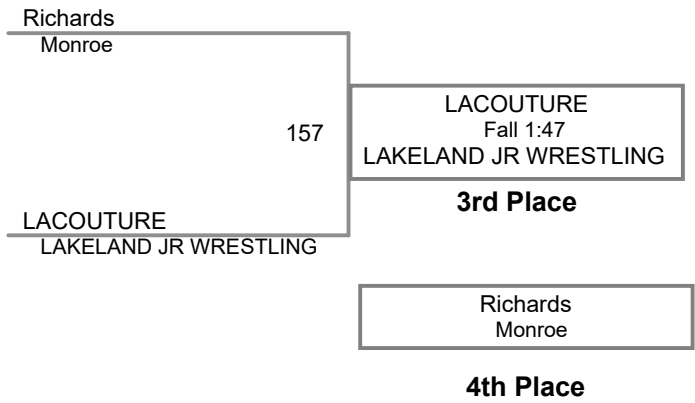 Richards
Monroe
157
LACOUTURE
Fall 1:47
LAKELAND JR WRESTLING
3rd Place
LACOUTURE
LAKELAND JR WRESTLING
Richards
Monroe
4th Place